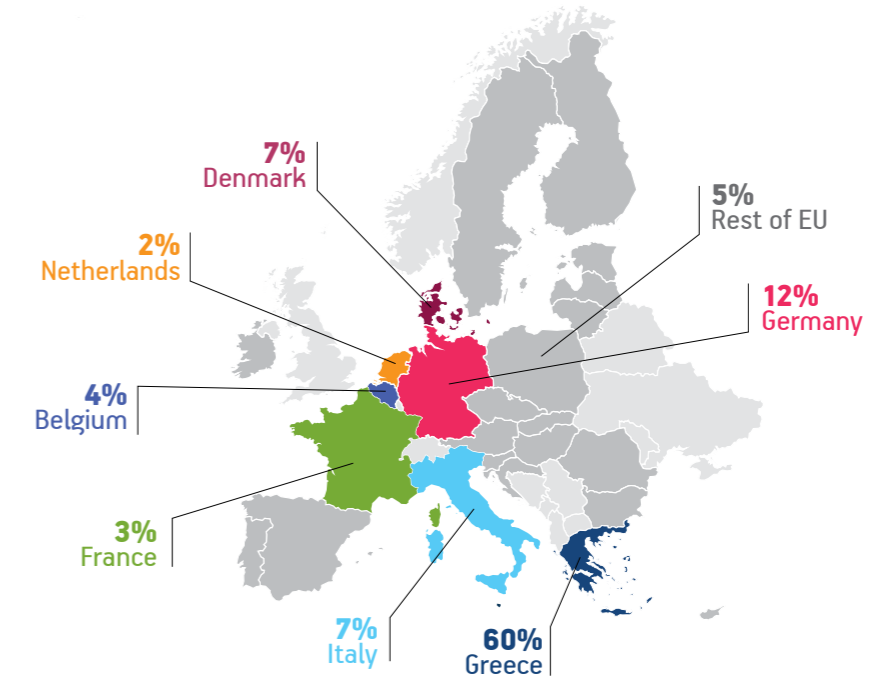 7%
Denmark
5%
Rest of EU
2%
Netherlands
12%
Germany
4%
Belgium
3%
France
7%
Italy
60%
Greece